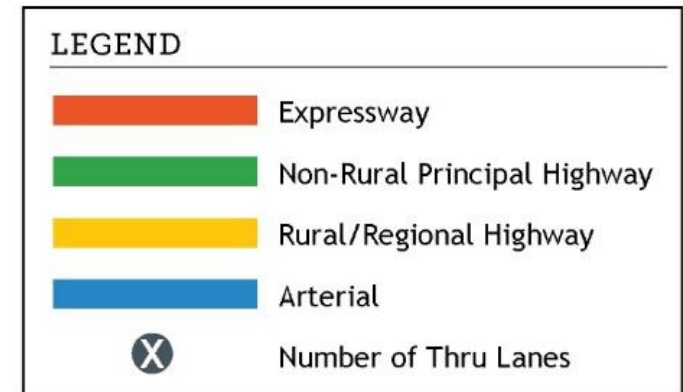 LEGEND
Expressway
Non-Rural Principal Highway
Rural/Regional Highway
Arterial
X Number of Thru Lanes